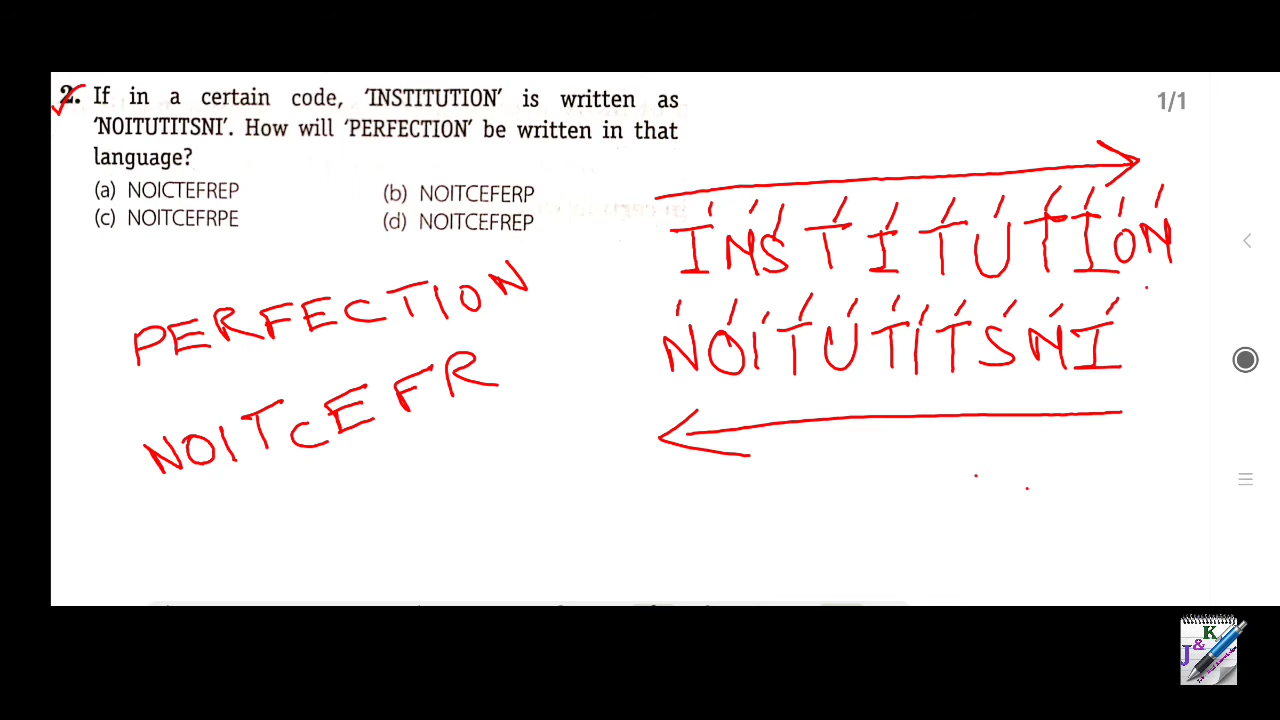 2. If in a certain code, 'INSTITUTION' is written as
'NOITUTITSNI'. How will 'PERFECTION' be written in that
language?
(a) NOICTEFREP (b) NOITCEFERP
(c) NOITCEFRPE (d) NOITCEFREP
1/1
INSTITUTION
NOITUTITSNI
PERFECTION
NOITCEFR
J&K